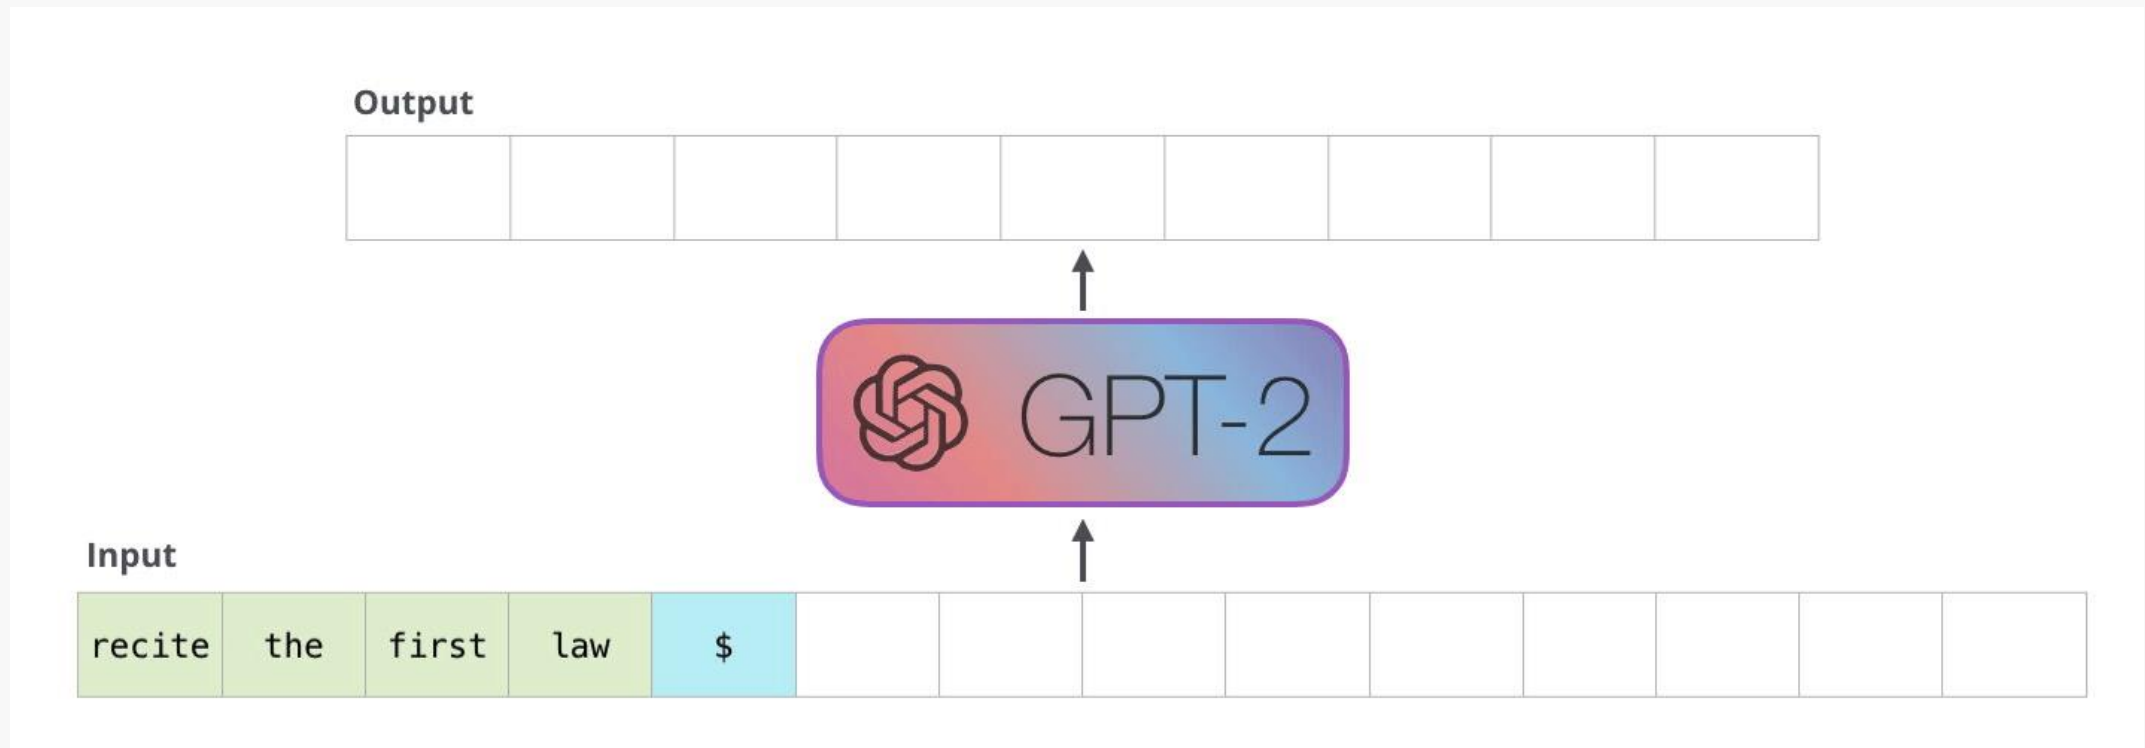 Output
GPT-2
Input
recite the first law $